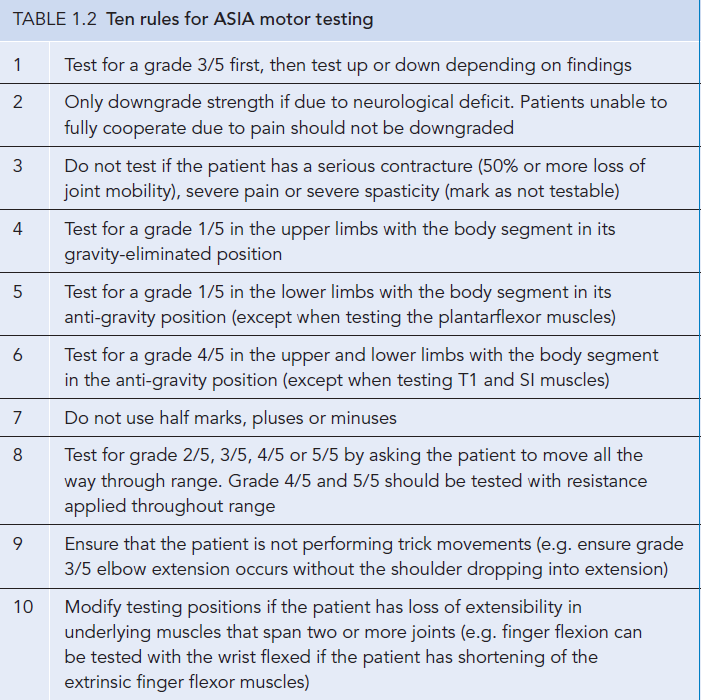 TABLE 1.2 Ten rules for ASIA motor testing
1 Test for a grade 3/5 first, then test up or down depending on findings
2 Only downgrade strength if due to neurological deficit. Patients unable to
fully cooperate due to pain should not be downgraded
3 Do not test if the patient has a serious contracture (50% or more loss of
joint mobility), severe pain or severe spasticity (mark as not testable)
4 Test for a grade 1/5 in the upper limbs with the body segment in its
gravity-eliminated position
5 Test for a grade 1/5 in the lower limbs with the body segment in its
anti-gravity position (except when testing the plantarflexor muscles)
6 Test for a grade 4/5 in the upper and lower limbs with the body segment
in the anti-gravity position (except when testing T1 and SI muscles)
7 Do not use half marks, pluses or minuses
8 Test for grade 2/5, 3/5, 4/5 or 5/5 by asking the patient to move all the
way through range. Grade 4/5 and 5/5 should be tested with resistance
applied throughout range
9 Ensure that the patient is not performing trick movements (e.g. ensure grade
3/5 elbow extension occurs without the shoulder dropping into extension)
10 Modify testing positions if the patient has loss of extensibility in
underlying muscles that span two or more joints (e.g. finger flexion can
be tested with the wrist flexed if the patient has shortening of the
extrinsic finger flexor muscles)